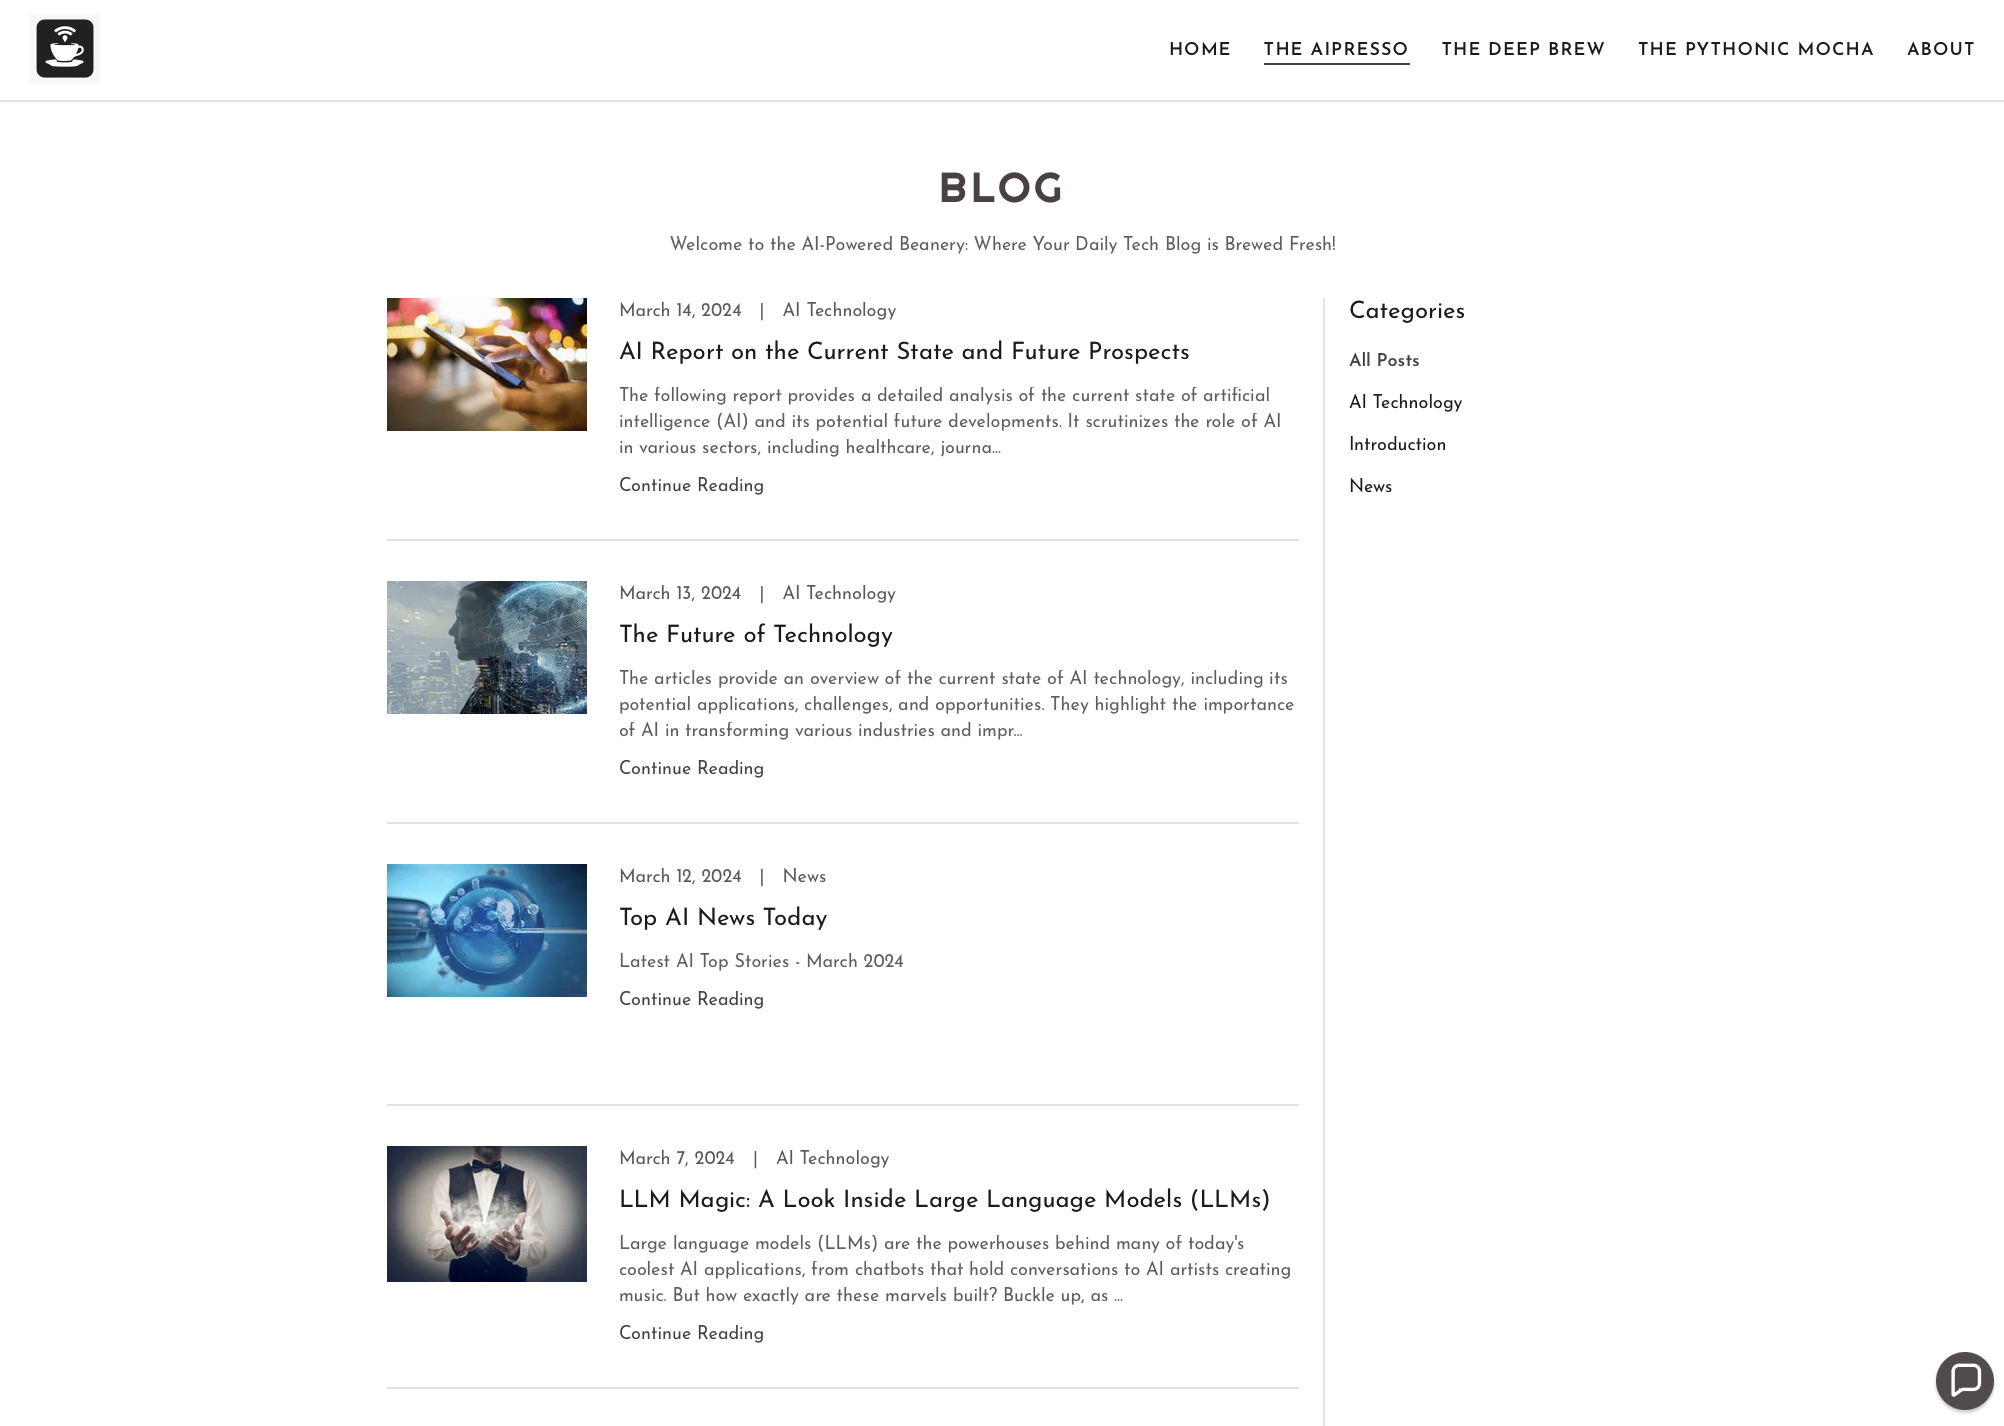 HOME THE AIPRESSO THE DEEP BREW THE PYTHONIC MOCHA ABOUT
BLOG
Welcome to the AI-Powered Beanery: Where Your Daily Tech Blog is Brewed Fresh!
March 14, 2024 | AI Technology
AI Report on the Current State and Future Prospects
The following report provides a detailed analysis of the current state of artificial
intelligence (AI) and its potential future developments. It scrutinizes the role of AI
in various sectors, including healthcare, journa...
Continue Reading
March 13, 2024 | AI Technology
The Future of Technology
The articles provide an overview of the current state of AI technology, including its
potential applications, challenges, and opportunities. They highlight the importance
of AI in transforming various industries and impr...
Continue Reading
March 12, 2024 | News
Top AI News Today
Latest AI Top Stories - March 2024
Continue Reading
March 7, 2024 | AI Technology
LLM Magic: A Look Inside Large Language Models (LLMs)
Large language models (LLMs) are the powerhouses behind many of today's
coolest AI applications, from chatbots that hold conversations to AI artists creating
music. But how exactly are these marvels built? Buckle up, as ...
Continue Reading
Categories
All Posts
AI Technology
Introduction
News